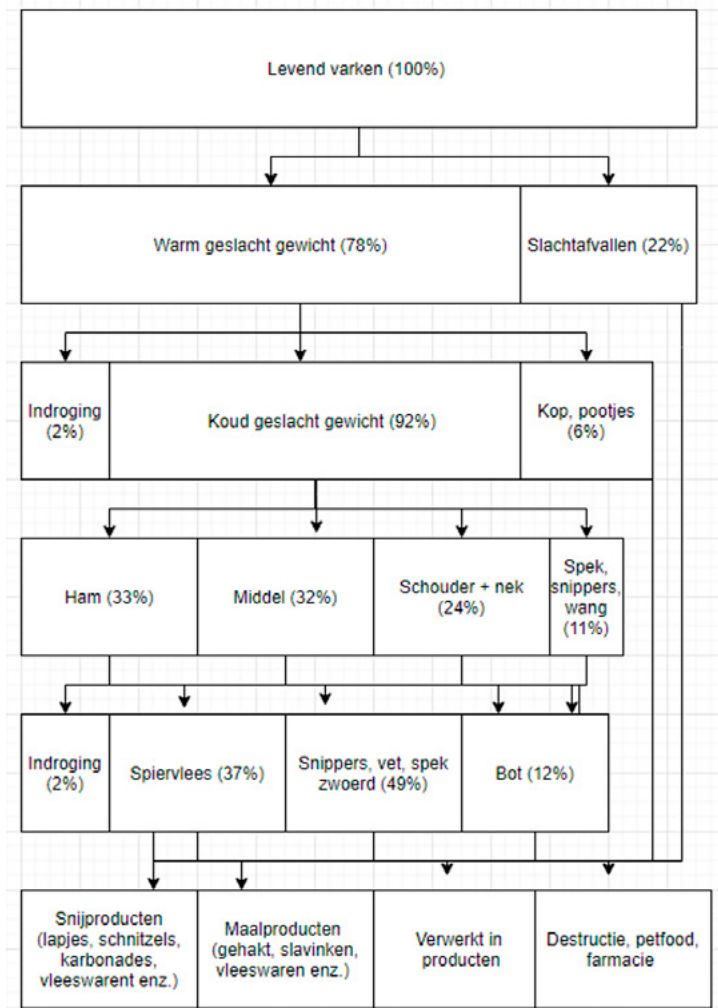 Levend varken (100%)
Warm geslacht gewicht (78%)
Slachtafvallen (22%)
Indroging
(2%)
Koud geslacht gewicht (92%)
Kop, pootjes
(6%)
Ham (33%)
Middel (32%)
Schouder + nek
(24%)
Spek,
snippers,
wang
(11%)
Indroging
(2%)
Spiervlees (37%)
Snippers, vet, spek
zwoerd (49%)
Bot (12%)
Snijproducten
(lapjes, schnitzels,
karbonades,
vleeswarent enz.)
Maalproducten
(gehakt, slavinken,
vleeswaren enz.)
Verwerkt in
producten
Destructie, petfood,
farmacie